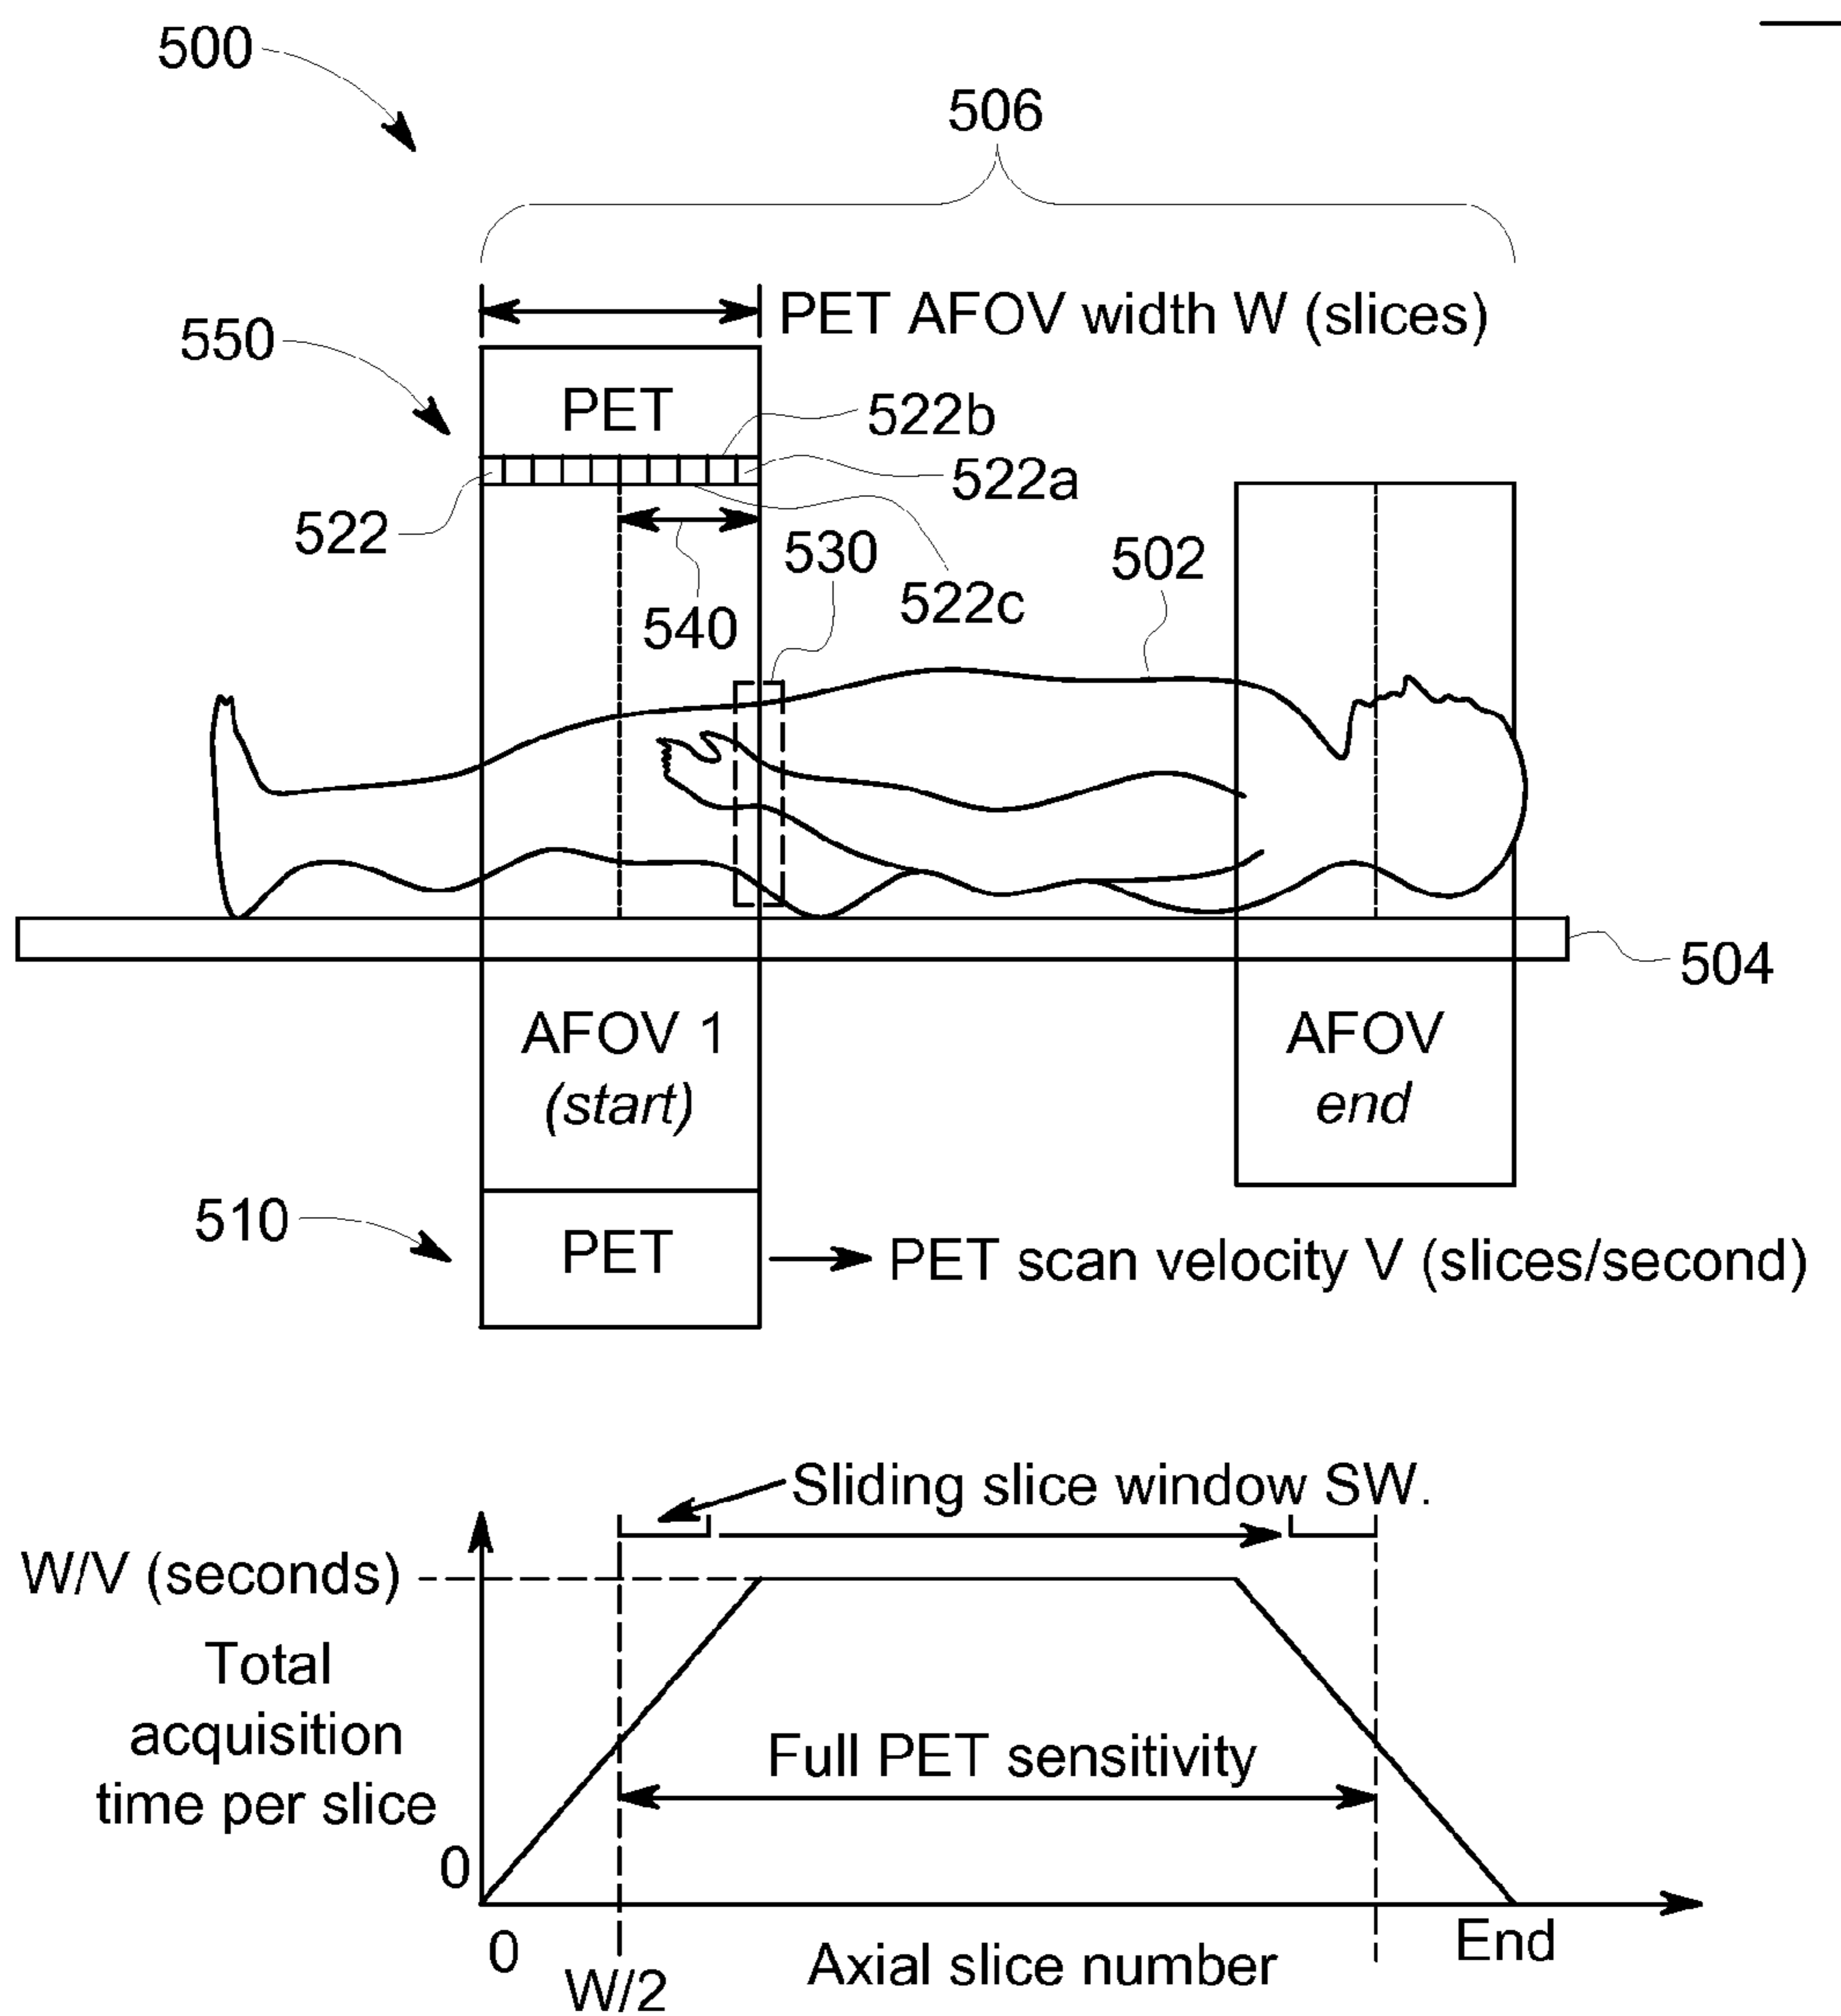 500
506
PET AFOV width W (slices)
550
PET
522b
522a
522
530
502
522c
540
504
AFOV 1
(start)
AFOV
end
510
PET
PET scan velocity V (slices/second)
Sliding slice window SW.
W/V (seconds)
Total
acquisition
time per slice
Full PET sensitivity
0
0
End
W/2
Axial slice number